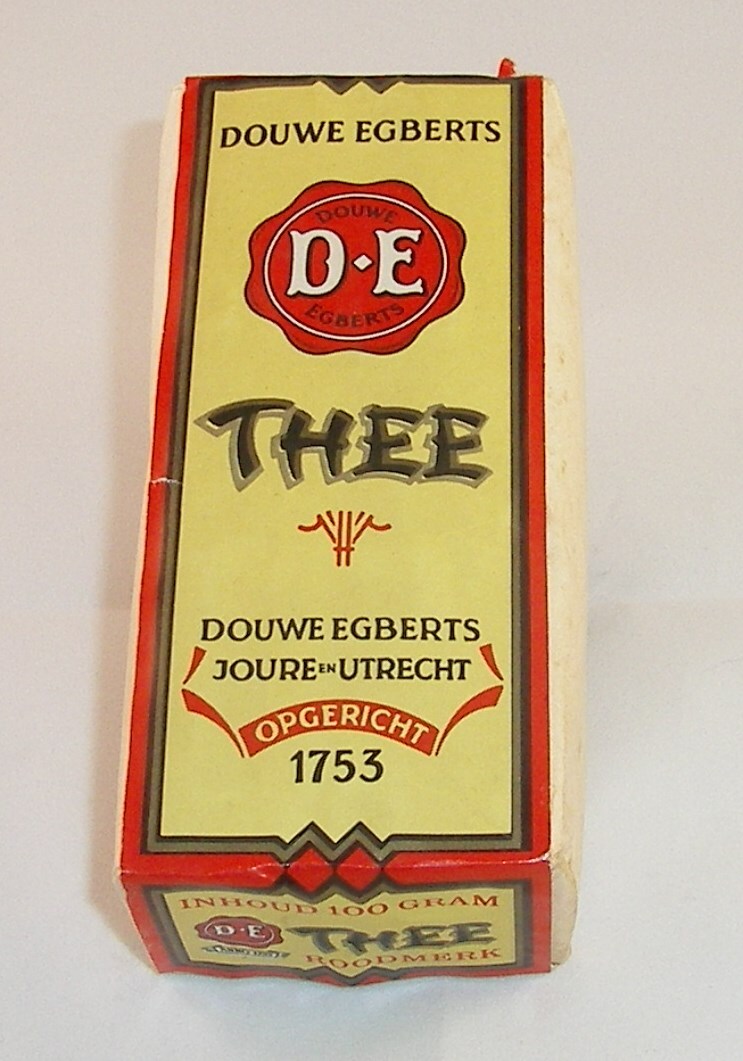 DOUWE EGBERTS
DOUWE
D·E
EGBERTS
THEE
DOUWE EGBERTS
JOURE EN UTRECHT
OPGERICHT
1753
INHOUD 100 GRAM
D·E
THEE
ROODMERK